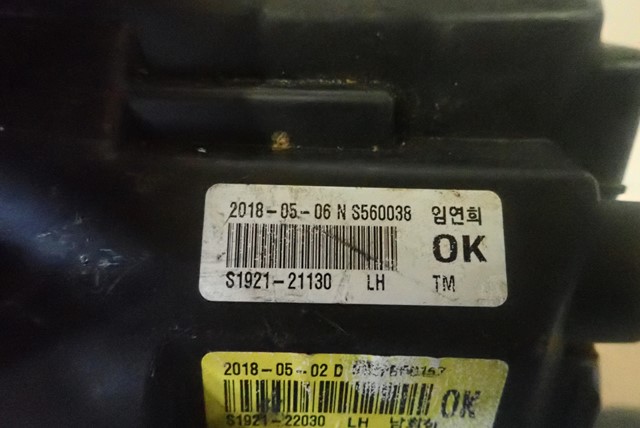 2018-05-06 N S560038 임연희
OK
S1921-21130 LH TM
2018-05-02 D
OK
S1921-22030 LH